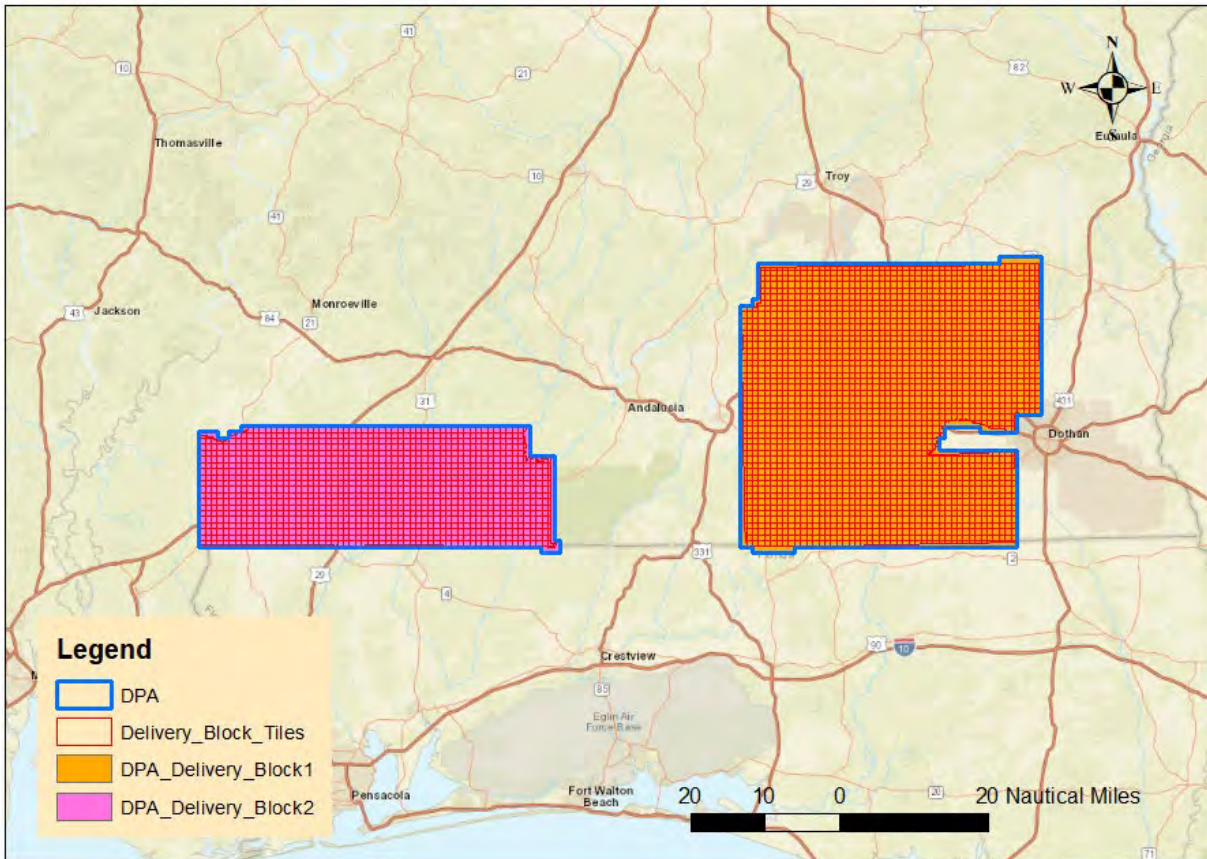 41
10
21
82
N
W
E
S
Thomasville
Eufaula
Georgia
10
29
Troy
41
43
Jackson
Monroeville
84
21
31
Andalusia
431
Dothan
331
2
29
4
90
10
Crestview
85
Eglin Air
Force Base
Legend
DPA
Delivery_Block_Tiles
DPA_Delivery_Block1
DPA_Delivery_Block2
Pensacola
Fort Walton
Beach
20
20 10 0 20 Nautical Miles
71